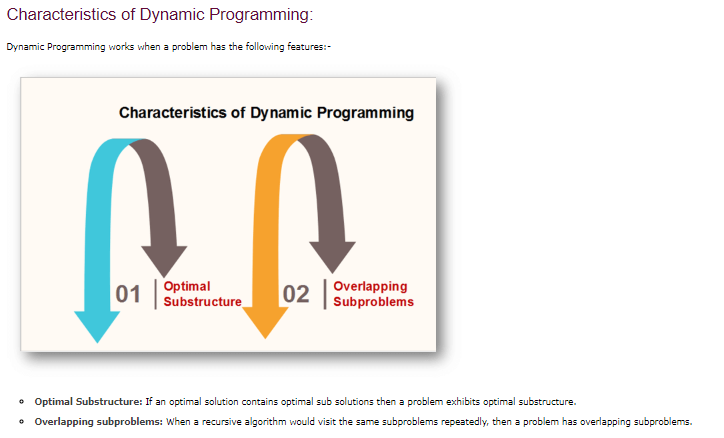 Characteristics of Dynamic Programming:
Dynamic Programming works when a problem has the following features:-
Characteristics of Dynamic Programming
01
Optimal
Substructure
02
Overlapping
Subproblems
Optimal Substructure: If an optimal solution contains optimal sub solutions then a problem exhibits optimal substructure.
Overlapping subproblems: When a recursive algorithm would visit the same subproblems repeatedly, then a problem has overlapping subproblems.